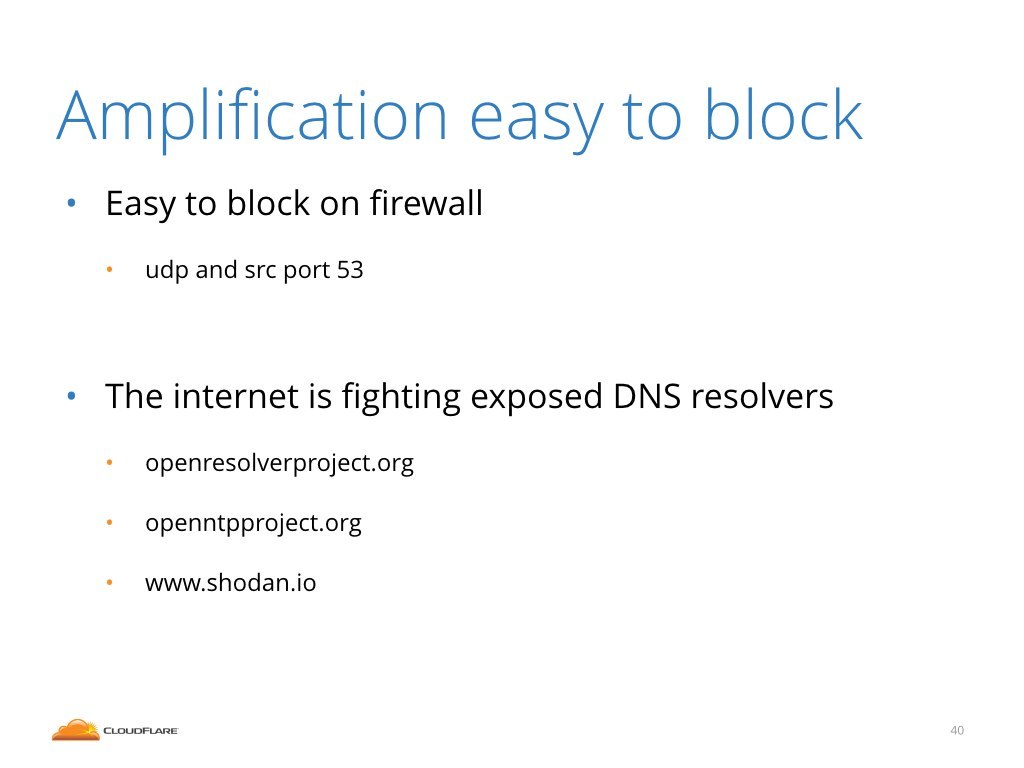 Amplification easy to block
• Easy to block on firewall
• udp and src port 53
• The internet is fighting exposed DNS resolvers
• openresolverproject.org
• openntpproject.org
• www.shodan.io
CLOUDFLARE
40